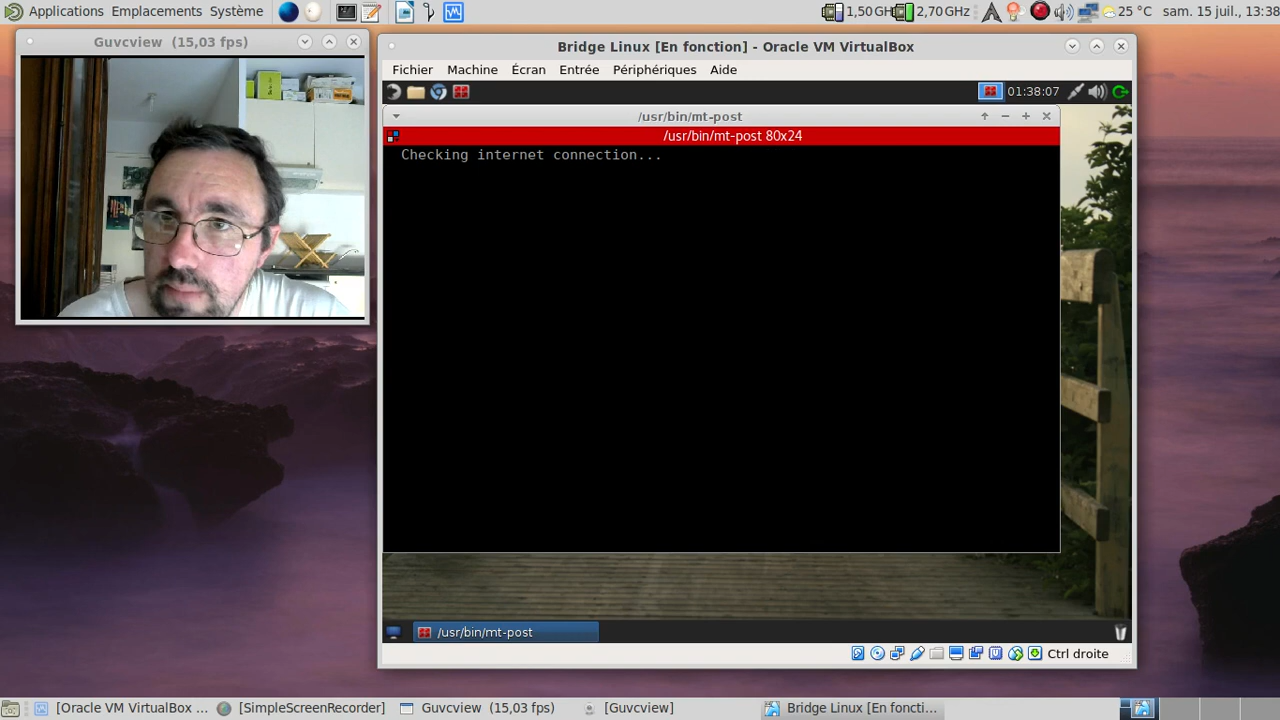 Applications Emplacements Système 1,50 GH 2,70 GHz 25 °C sam. 15 juil., 13:38
Guvcview (15,03 fps)
Bridge Linux [En fonction] - Oracle VM VirtualBox
Fichier Machine Écran Entrée Périphériques Aide
01:38:07
/usr/bin/mt-post
/usr/bin/mt-post 80x24
Checking internet connection...
/usr/bin/mt-post
Ctrl droite
[Oracle VM VirtualBox ... [SimpleScreenRecorder] Guvcview (15,03 fps) [Guvcview] Bridge Linux [En foncti...